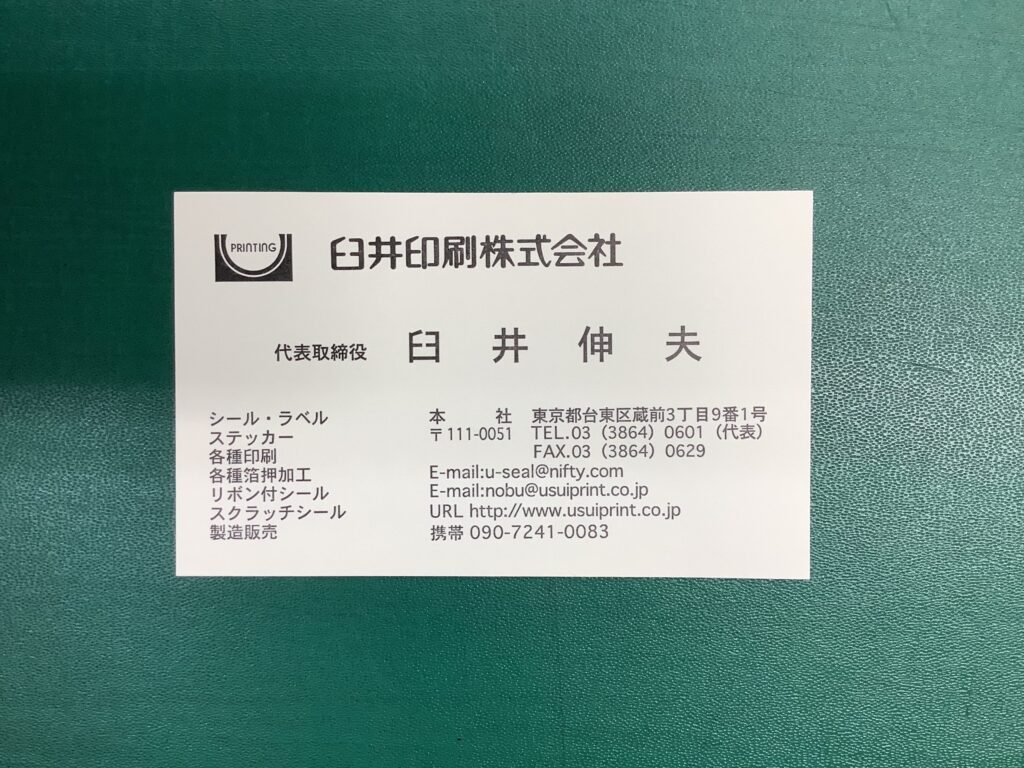 PRINTING
臼井印刷株式会社
代表取締役 臼井伸夫
シール・ラベル
ステッカー
各種印刷
各種箔押加工
リボン付シール
スクラッチシール
製造販売
本社 東京都台東区蔵前3丁目9番1号
〒111-0051 TEL.03（3864）0601（代表）
FAX.03（3864）0629
E-mail:u-seal@nifty.com
E-mail:nobu@usuiprint.co.jp
URL http://www.usuiprint.co.jp
携帯 090-7241-0083